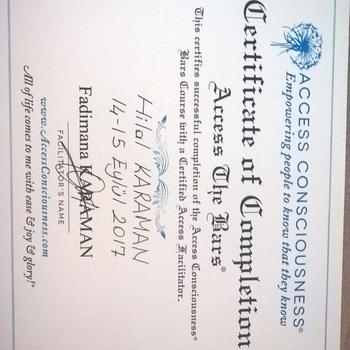 ACCESS CONSCIOUSNESS®
Empowering people to know that they know
Certificate of Completion
Access The Bars®
This certifies successful completion of the Access Consciousness®
Bars Course with a Certified Access Facilitator.
Hilal KARAMAN
14-15 Eylül 2017
Fadimana KARAMAN
FACILITATOR'S NAME
www.AccessConsciousness.com
All of life comes to me with ease & joy & glory!®